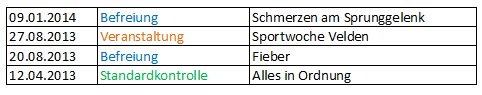 09.01.2014 Befreiung Schmerzen am Sprunggelenk
27.08.2013 Veranstaltung Sportwoche Velden
20.08.2013 Befreiung Fieber
12.04.2013 Standardkontrolle Alles in Ordnung